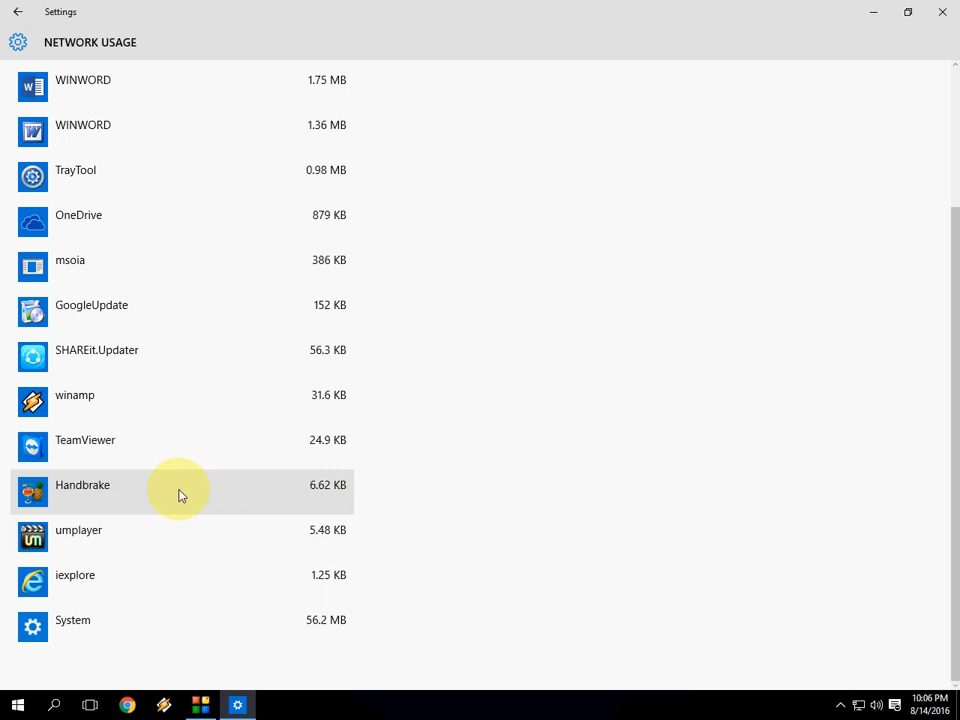 Settings
NETWORK USAGE
WINWORD 1.75 MB
WINWORD 1.36 MB
TrayTool 0.98 MB
OneDrive 879 KB
msoia 386 KB
GoogleUpdate 152 KB
SHAREit.Updater 56.3 KB
winamp 31.6 KB
TeamViewer 24.9 KB
Handbrake 6.62 KB
umplayer 5.48 KB
iexplore 1.25 KB
System 56.2 MB
10:06 PM
8/14/2016